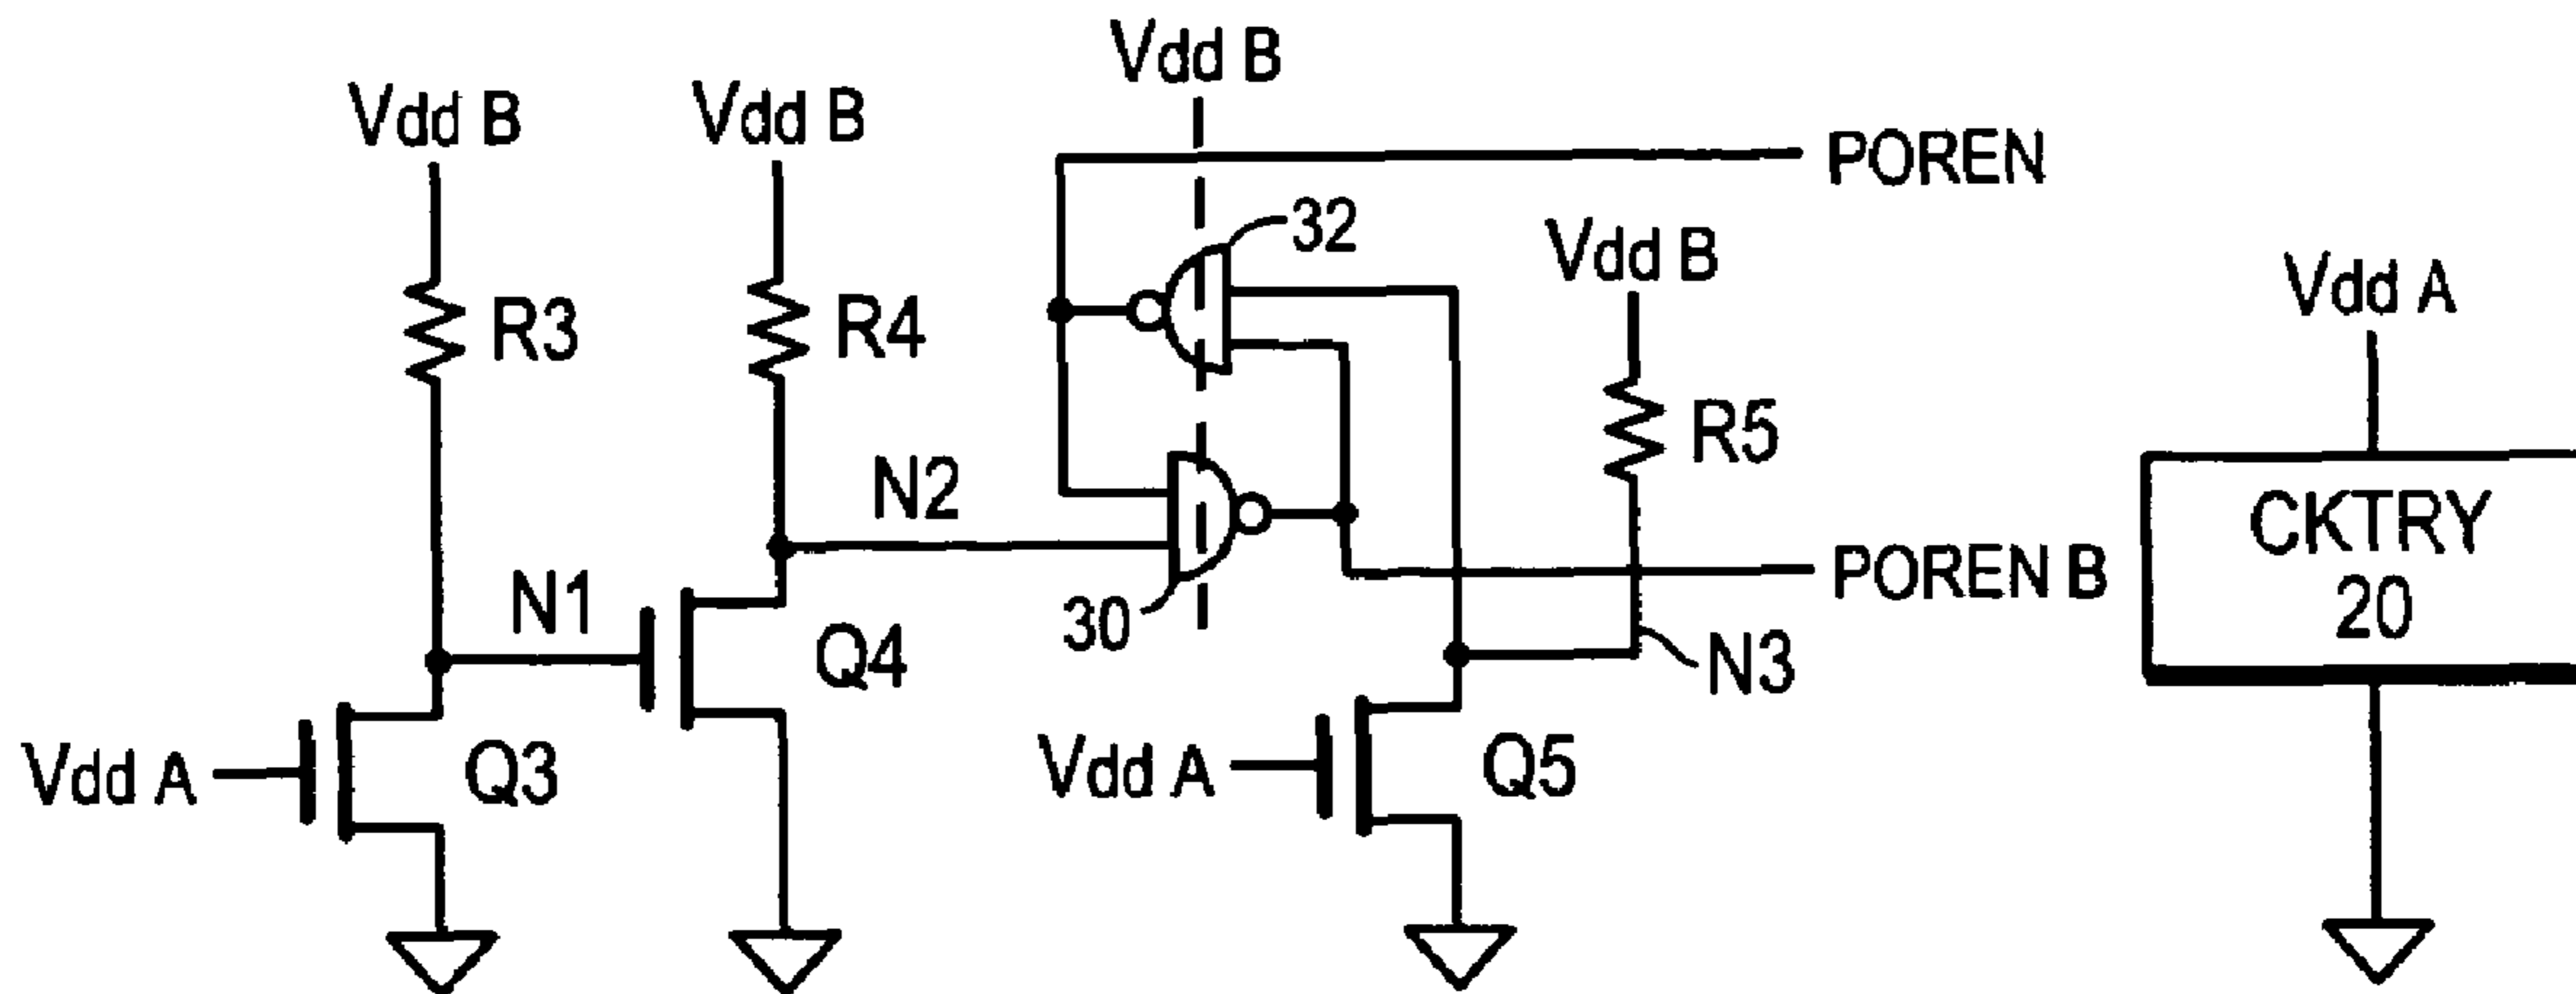 Vdd B
Vdd B
Vdd B
POREN
32
Vdd B
Vdd A
R3
R4
R5
N2
CKTRY
20
N1
30
POREN B
Q4
N3
Vdd A
Q3
Vdd A
Q5